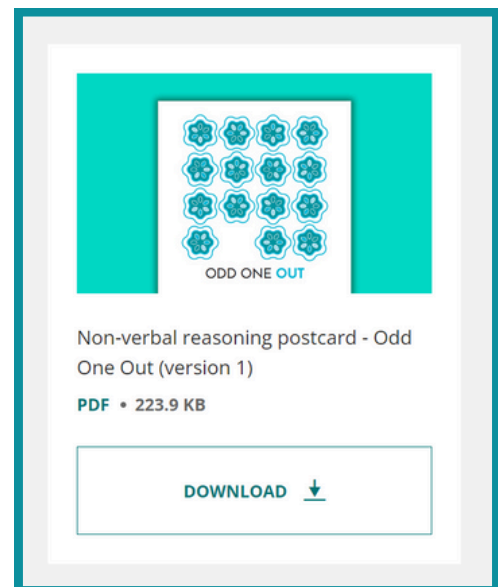 ODD ONE OUT
Non-verbal reasoning postcard - Odd
One Out (version 1)
PDF • 223.9 KB
DOWNLOAD